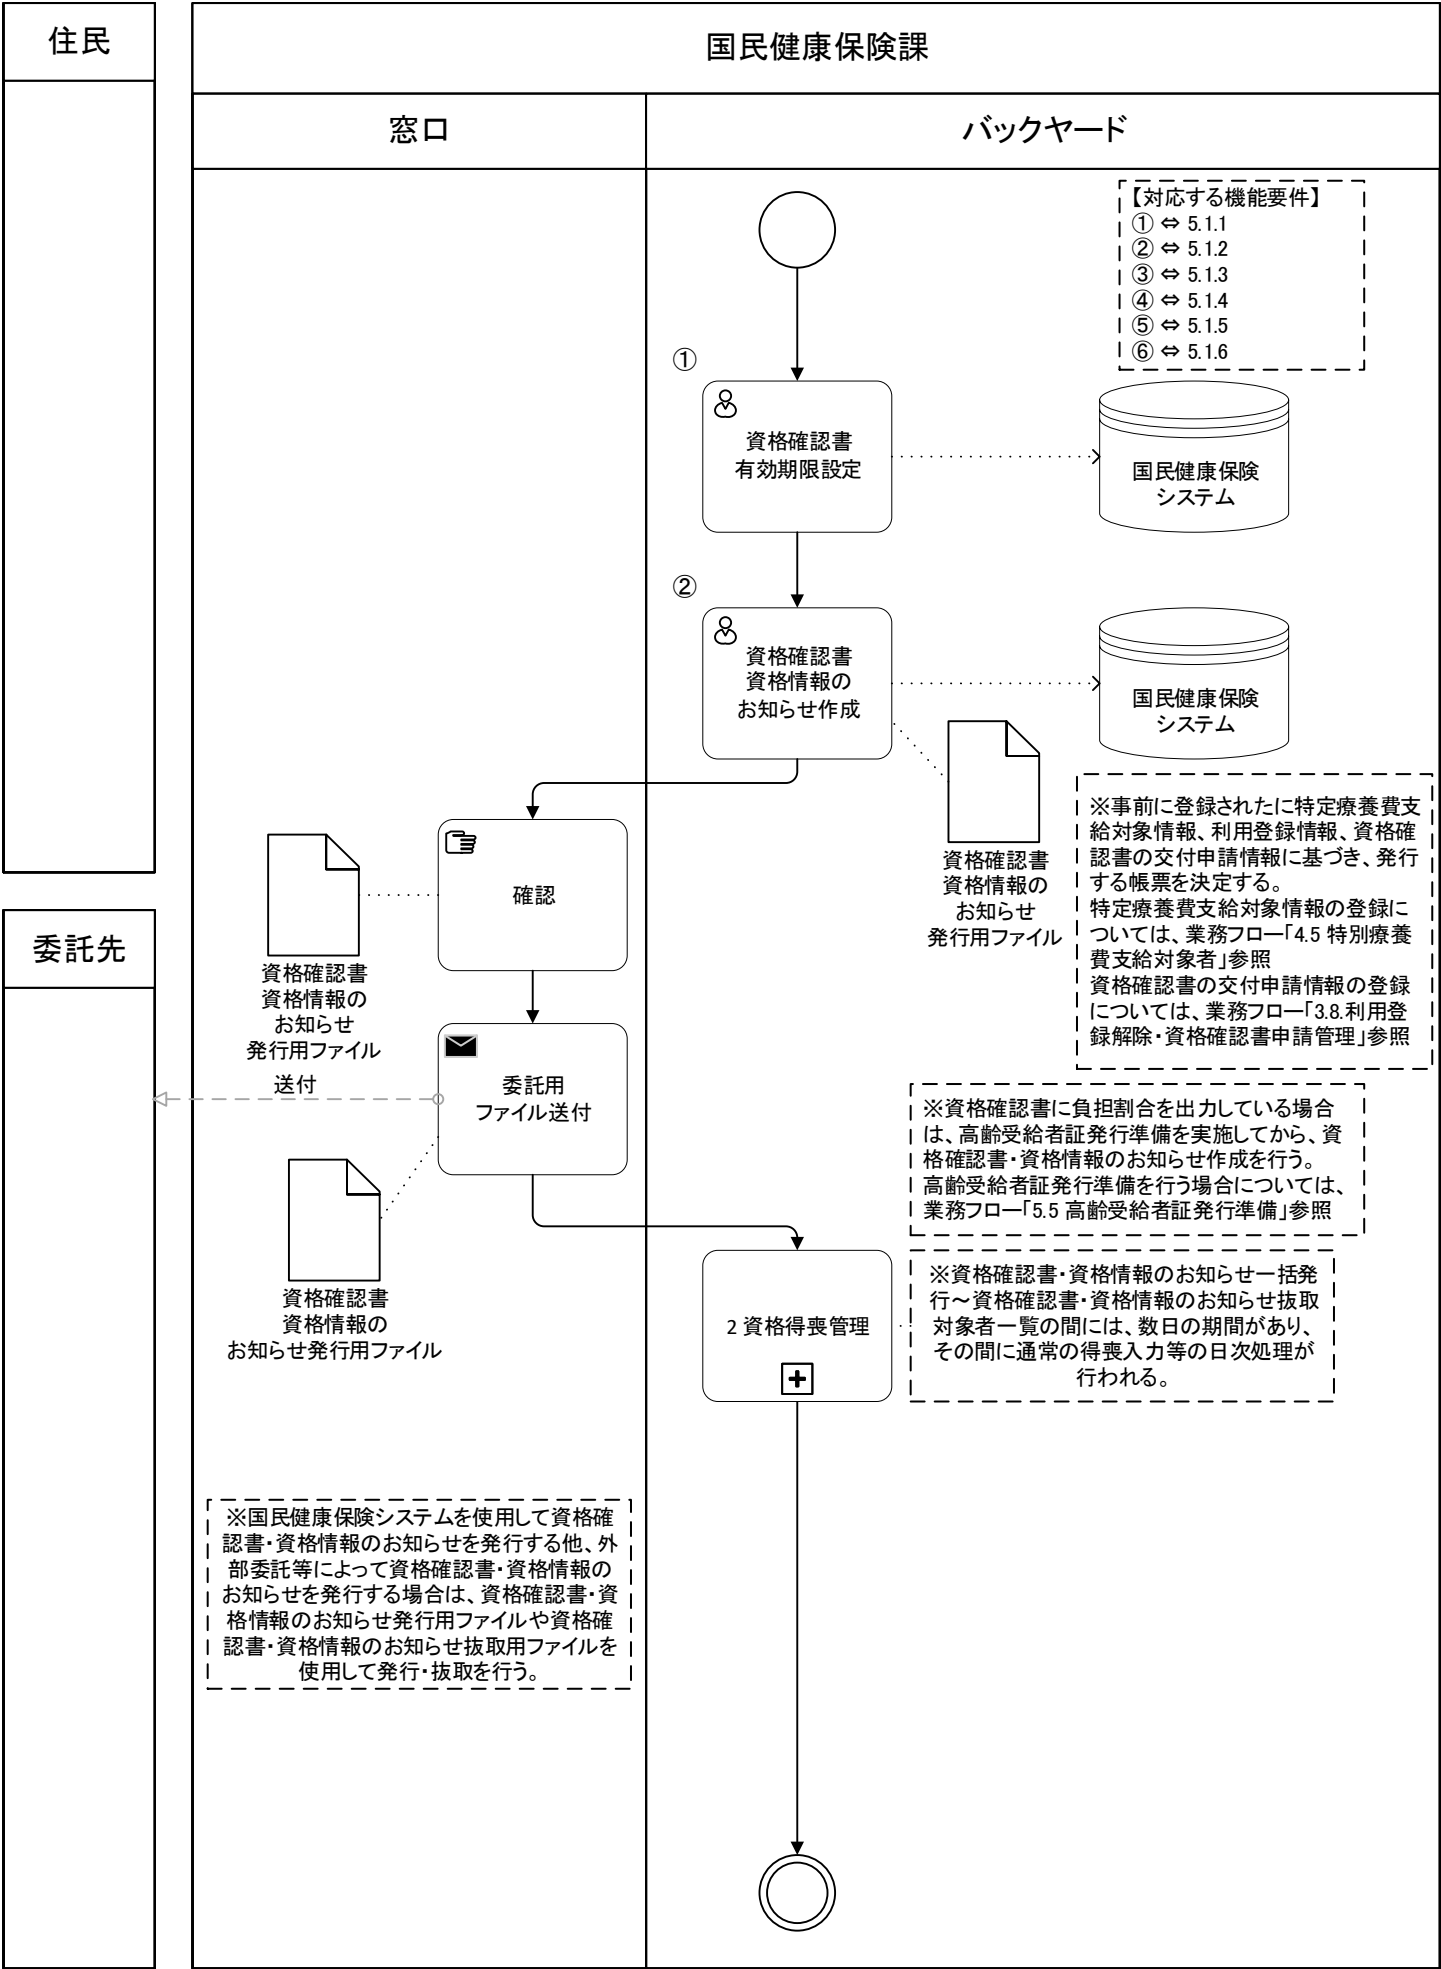 住民
国民健康保険課
窓口
バックヤード
【対応する機能要件】
① ⇔ 5.1.1
② ⇔ 5.1.2
③ ⇔ 5.1.3
④ ⇔ 5.1.4
⑤ ⇔ 5.1.5
⑥ ⇔ 5.1.6
①
資格確認書
有効期限設定
国民健康保険
システム
②
資格確認書
資格情報の
お知らせ作成
国民健康保険
システム
資格確認書
資格情報の
お知らせ
発行用ファイル
※事前に登録されたに特定療養費支
給対象情報、利用登録情報、資格確
認書の交付申請情報に基づき、発行
する帳票を決定する。
特定療養費支給対象情報の登録に
ついては、業務フロー「4.5 特別療養
費支給対象者」参照
資格確認書の交付申請情報の登録
については、業務フロー「3.8.利用登
録解除・資格確認書申請管理」参照
確認
資格確認書
資格情報の
お知らせ
発行用ファイル
委託先
送付
委託用
ファイル送付
※資格確認書に負担割合を出力している場合
は、高齢受給者証発行準備を実施してから、資
格確認書・資格情報のお知らせ作成を行う。
高齢受給者証発行準備を行う場合については、
業務フロー「5.5 高齢受給者証発行準備」参照
資格確認書
資格情報の
お知らせ発行用ファイル
2 資格得喪管理
※資格確認書・資格情報のお知らせ一括発
行～資格確認書・資格情報のお知らせ抜取
対象者一覧の間には、数日の期間があり、
その間に通常の得喪入力等の日次処理が
行われる。
※国民健康保険システムを使用して資格確
認書・資格情報のお知らせを発行する他、外
部委託等によって資格確認書・資格情報の
お知らせを発行する場合は、資格確認書・資
格情報のお知らせ発行用ファイルや資格確
認書・資格情報のお知らせ抜取用ファイルを
使用して発行・抜取を行う。